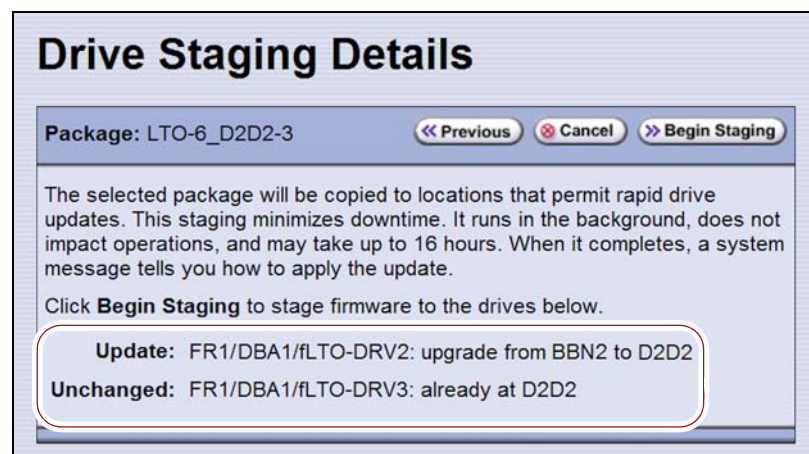 Drive Staging Details
Package: LTO-6_D2D2-3
Previous
Cancel
Begin Staging
The selected package will be copied to locations that permit rapid drive
updates. This staging minimizes downtime. It runs in the background, does not
impact operations, and may take up to 16 hours. When it completes, a system
message tells you how to apply the update.
Click Begin Staging to stage firmware to the drives below.
Update: FR1/DBA1/fLTO-DRV2: upgrade from BBN2 to D2D2
Unchanged: FR1/DBA1/fLTO-DRV3: already at D2D2